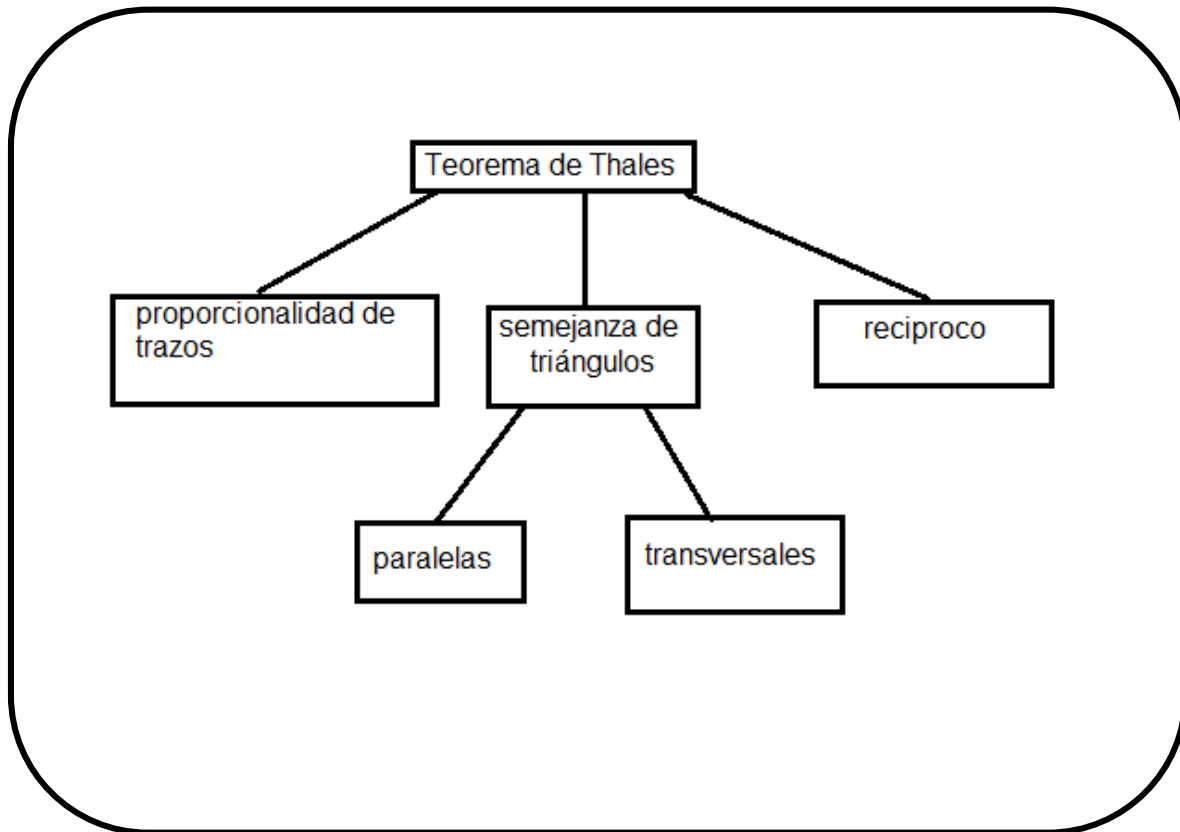 Teorema de Thales
proporcionalidad de
trazos
semejanza de
triángulos
reciproco
paralelas
transversales